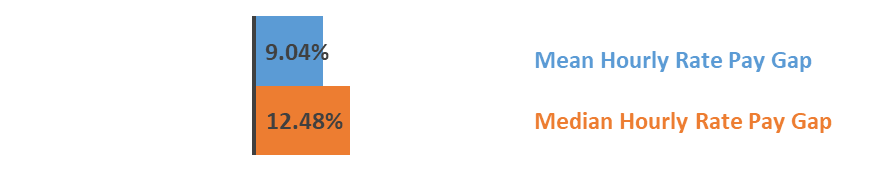 9.04%
Mean Hourly Rate Pay Gap
12.48%
Median Hourly Rate Pay Gap